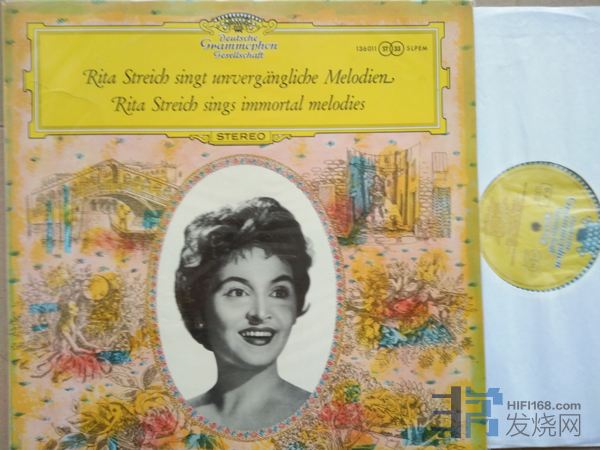 Deutsche
Grammophon
Gesellschaft
136011 ST 33 SLPEM
Rita Streich singt unvergängliche Melodien
Rita Streich sings immortal melodies
STEREO
HIFI168.com
发烧网